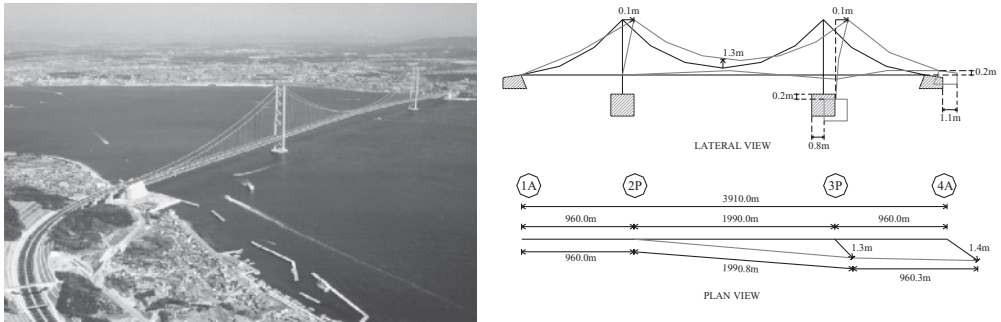 0.1m 0.1m
1.3m
0.2m
0.2m
1.1m
0.8m
LATERAL VIEW
1A 2P 3P 4A
3910.0m
960.0m 1990.0m 960.0m
1.3m 1.4m
960.0m 1990.8m 960.3m
PLAN VIEW